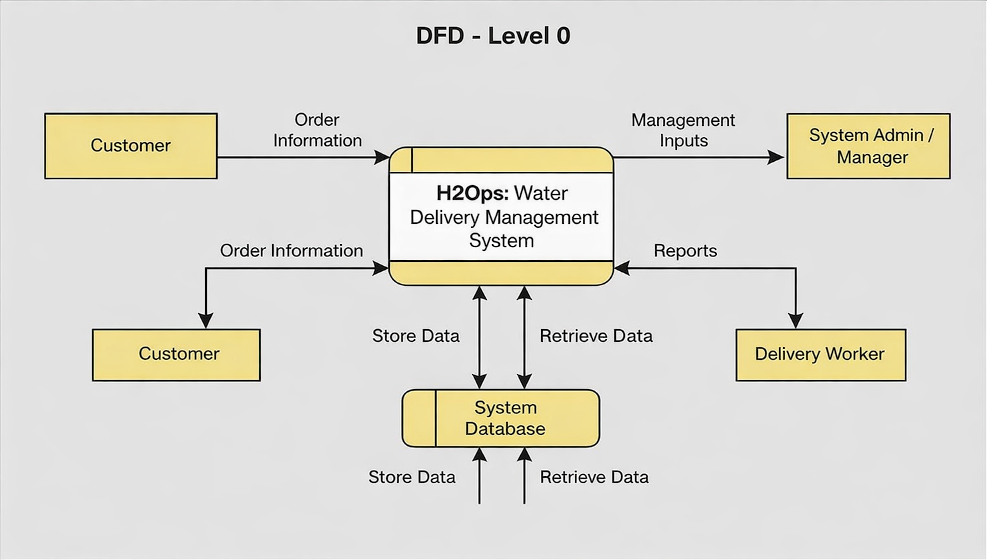 DFD - Level 0
Customer
Order
Information
Management
Inputs
System Admin /
Manager
H2Ops: Water
Delivery Management
System
Order Information
Reports
Customer
Store Data
Retrieve Data
Delivery Worker
System
Database
Store Data
Retrieve Data